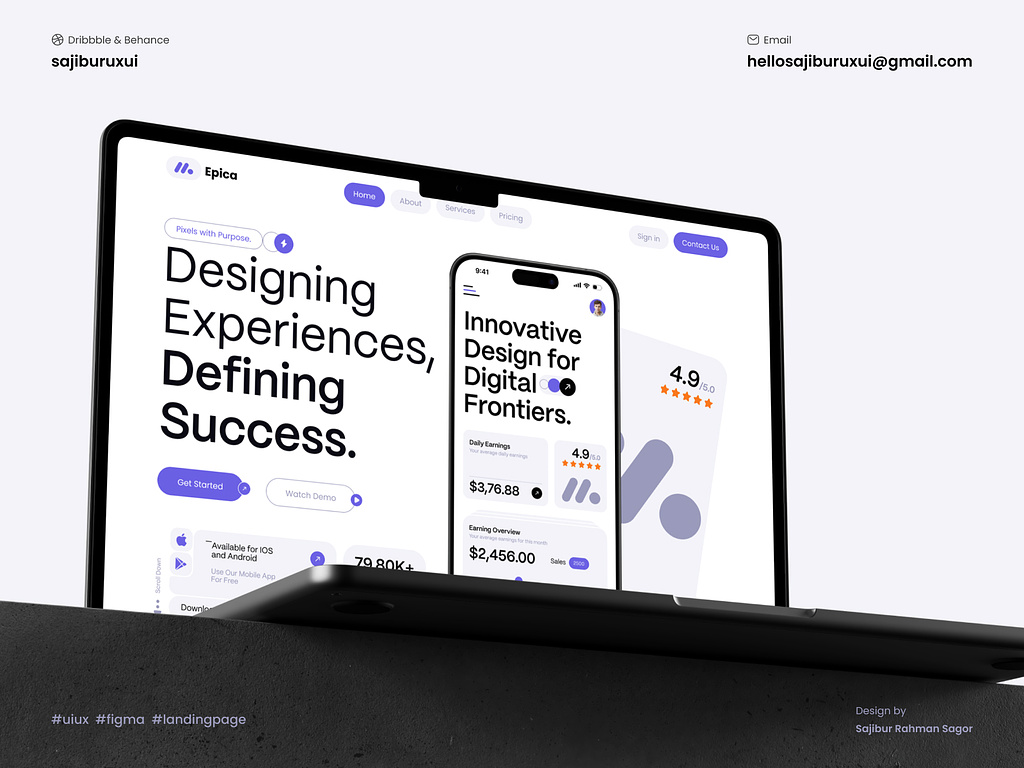 Dribbble & Behance
sajiburuxui
Email
hellosajiburuxui@gmail.com
Epica
Home
About
Services
Pricing
Sign in
Contact Us
Pixels with Purpose.
Designing
Experiences,
Defining
Success.
Get Started
Watch Demo
Available for IOS
and Android
Use Our Mobile App
For Free
79.80K+
Scroll Down
9:41
Innovative
Design for
Digital
Frontiers.
Daily Earnings
Your average daily earnings
$3,76.88
4.9/5.0
Earning Overview
Your average earnings for this month
$2,456.00
Sales
2500
4.9/5.0
#uiux #figma #landingpage
Design by
Sajibur Rahman Sagor